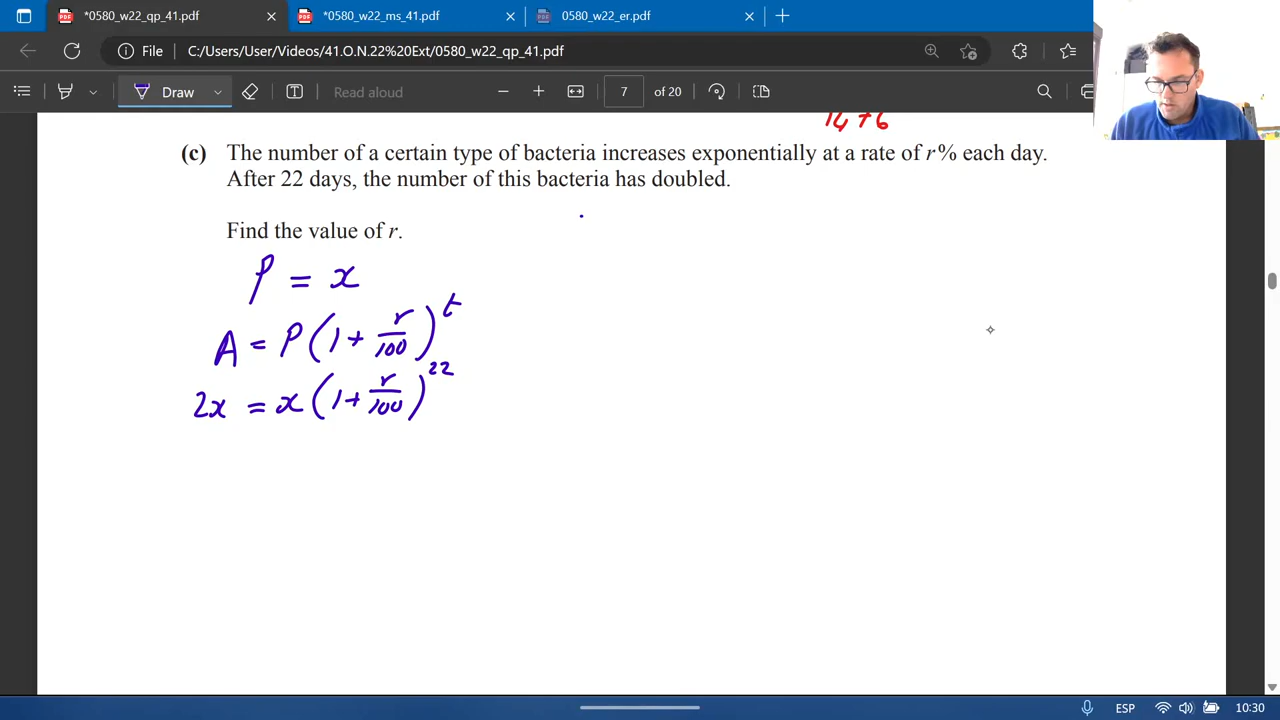 *0580_w22_qp_41.pdf
*0580_w22_ms_41.pdf
0580_w22_er.pdf
File C:/Users/User/Videos/41.O.N.22%20Ext/0580_w22_qp_41.pdf
Draw
Read aloud
7 of 20
14 + 6
(c) The number of a certain type of bacteria increases exponentially at a rate of r% each day.
After 22 days, the number of this bacteria has doubled.
Find the value of r.
P = x
A = P(1 + r/100)^t
2x = x(1 + r/100)^22
ESP 10:30